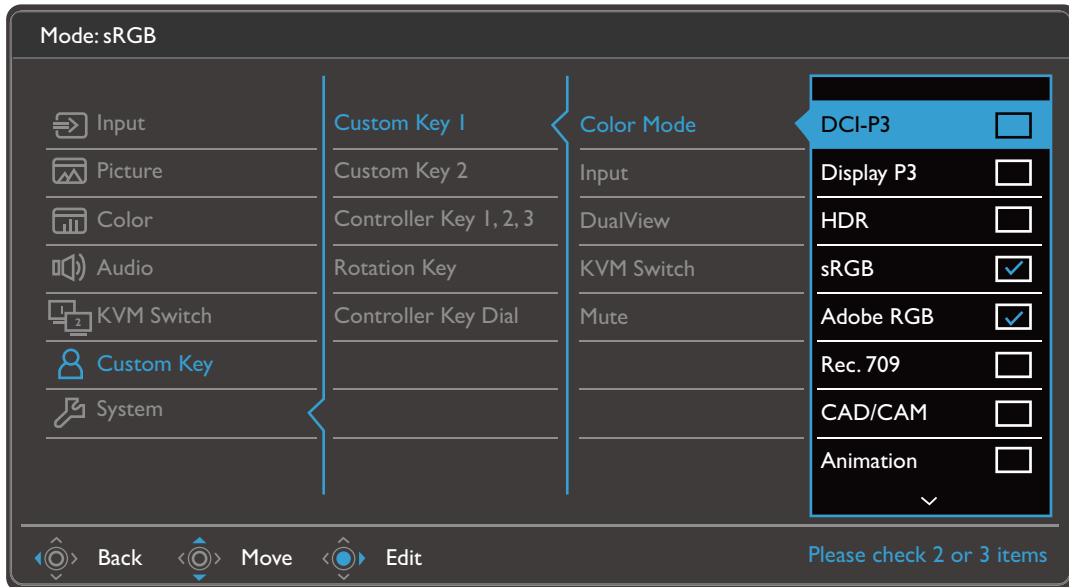 Mode: sRGB
Input
Picture
Color
Audio
1
2
KVM Switch
Custom Key
System
Custom Key 1
Custom Key 2
Controller Key 1, 2, 3
Rotation Key
Controller Key Dial
Color Mode
Input
DualView
KVM Switch
Mute
DCI-P3
Display P3
HDR
sRGB
Adobe RGB
Rec. 709
CAD/CAM
Animation
Back
Move
Edit
Please check 2 or 3 items